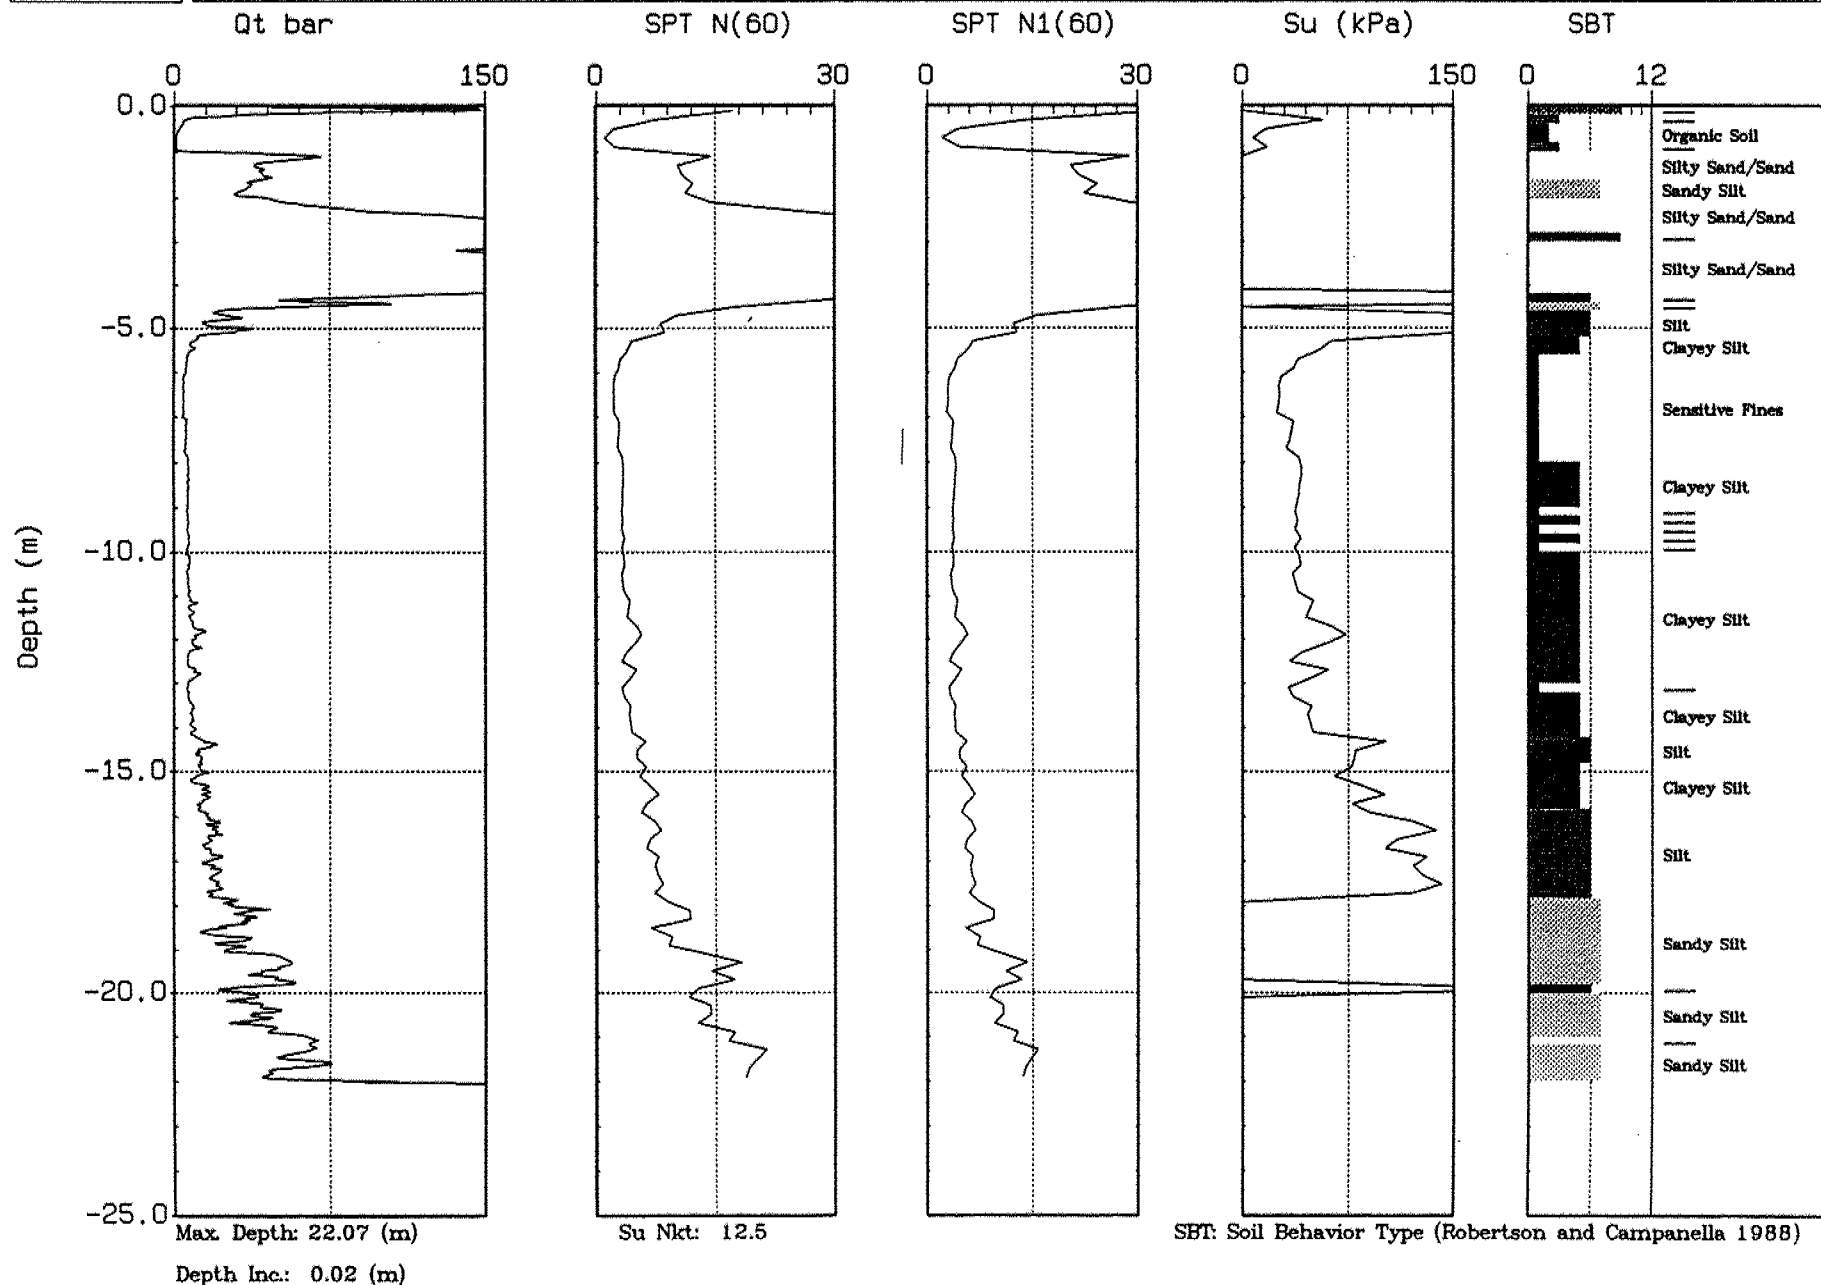 Qt bar SPT N(60) SPT N1(60) Su (kPa) SBT
0 150 0 30 0 30 0 150 0 12
0.0
Organic Soil
Silty Sand/Sand
Sandy Silt
Silty Sand/Sand
Silty Sand/Sand
-5.0 Silt
Clayey Silt
Sensitive Fines
Clayey Silt
-10.0
Depth (m)
Clayey Silt
Clayey Silt
Silt
-15.0
Clayey Silt
Silt
Sandy Silt
-20.0
Sandy Silt
Sandy Silt
-25.0
Max. Depth: 22.07 (m) Su Nkt: 12.5 SBT: Soil Behavior Type (Robertson and Campanella 1988)
Depth Inc.: 0.02 (m)